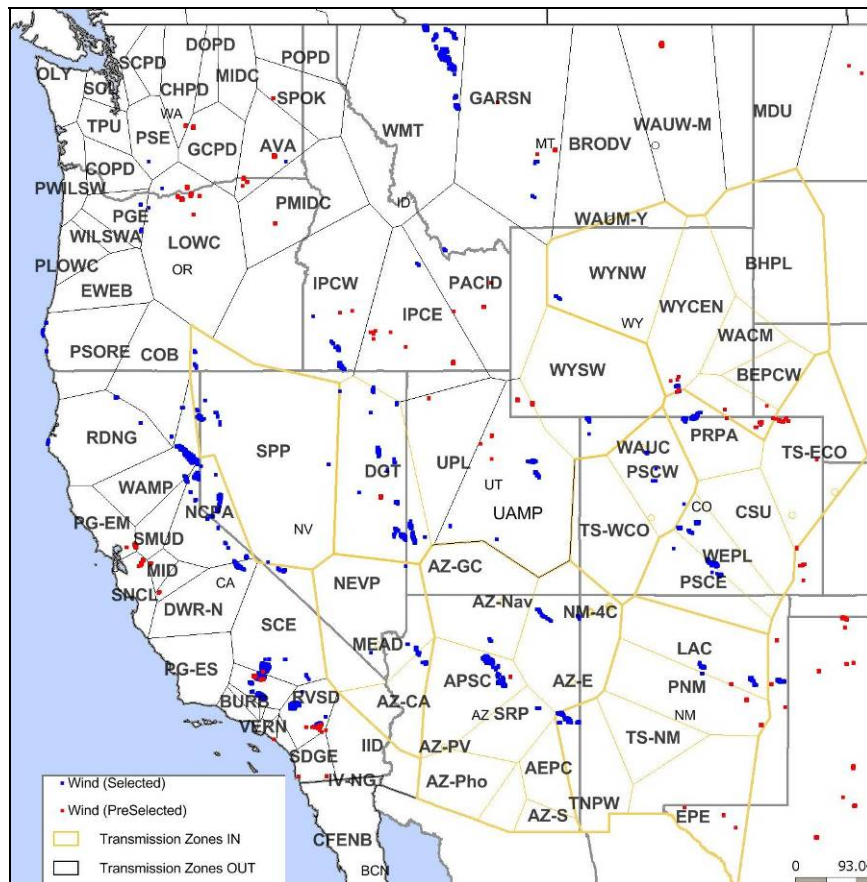 DOPD
SCPD
POPD
OLY
CHPD
MIDC
SOL
SPOK
GARSN
WA
TPU
PSE
WMT
WAUW-M
MDU
GCPD
AVA
MT
BRODV
COPD
PWILSW
PMIDC
ID
PGE
WAUM-Y
WILSWA
LOWC
PLOWC
OR
IPCW
PACID
WYNW
BHPL
EWEB
IPCE
WYCEN
WY
WACM
PSORE
COB
WYSW
BEPCW
RDNG
SPP
DGT
UPL
WAUC
PRPA
TS-ECO
WAMP
PSCW
UT
NCPA
CO
PG-EM
UAMP
CSU
SMUD
NV
TS-WCO
MID
WEPL
SNCL
CA
NEVP
AZ-GC
PSCE
DWR-N
AZ-Nav
NM-4C
SCE
MEAD
LAC
PG-ES
APSC
AZ-E
PNM
BURB
RVSD
AZ-CA
AZ
SRP
NM
VERN
IID
AZ-PV
TS-NM
SDGE
AEPC
IV-NG
AZ-Pho
TNPW
AZ-S
EPE
CFENB
BCN
Wind (Selected)
Wind (PreSelected)
Transmission Zones IN
Transmission Zones OUT
0 93.0